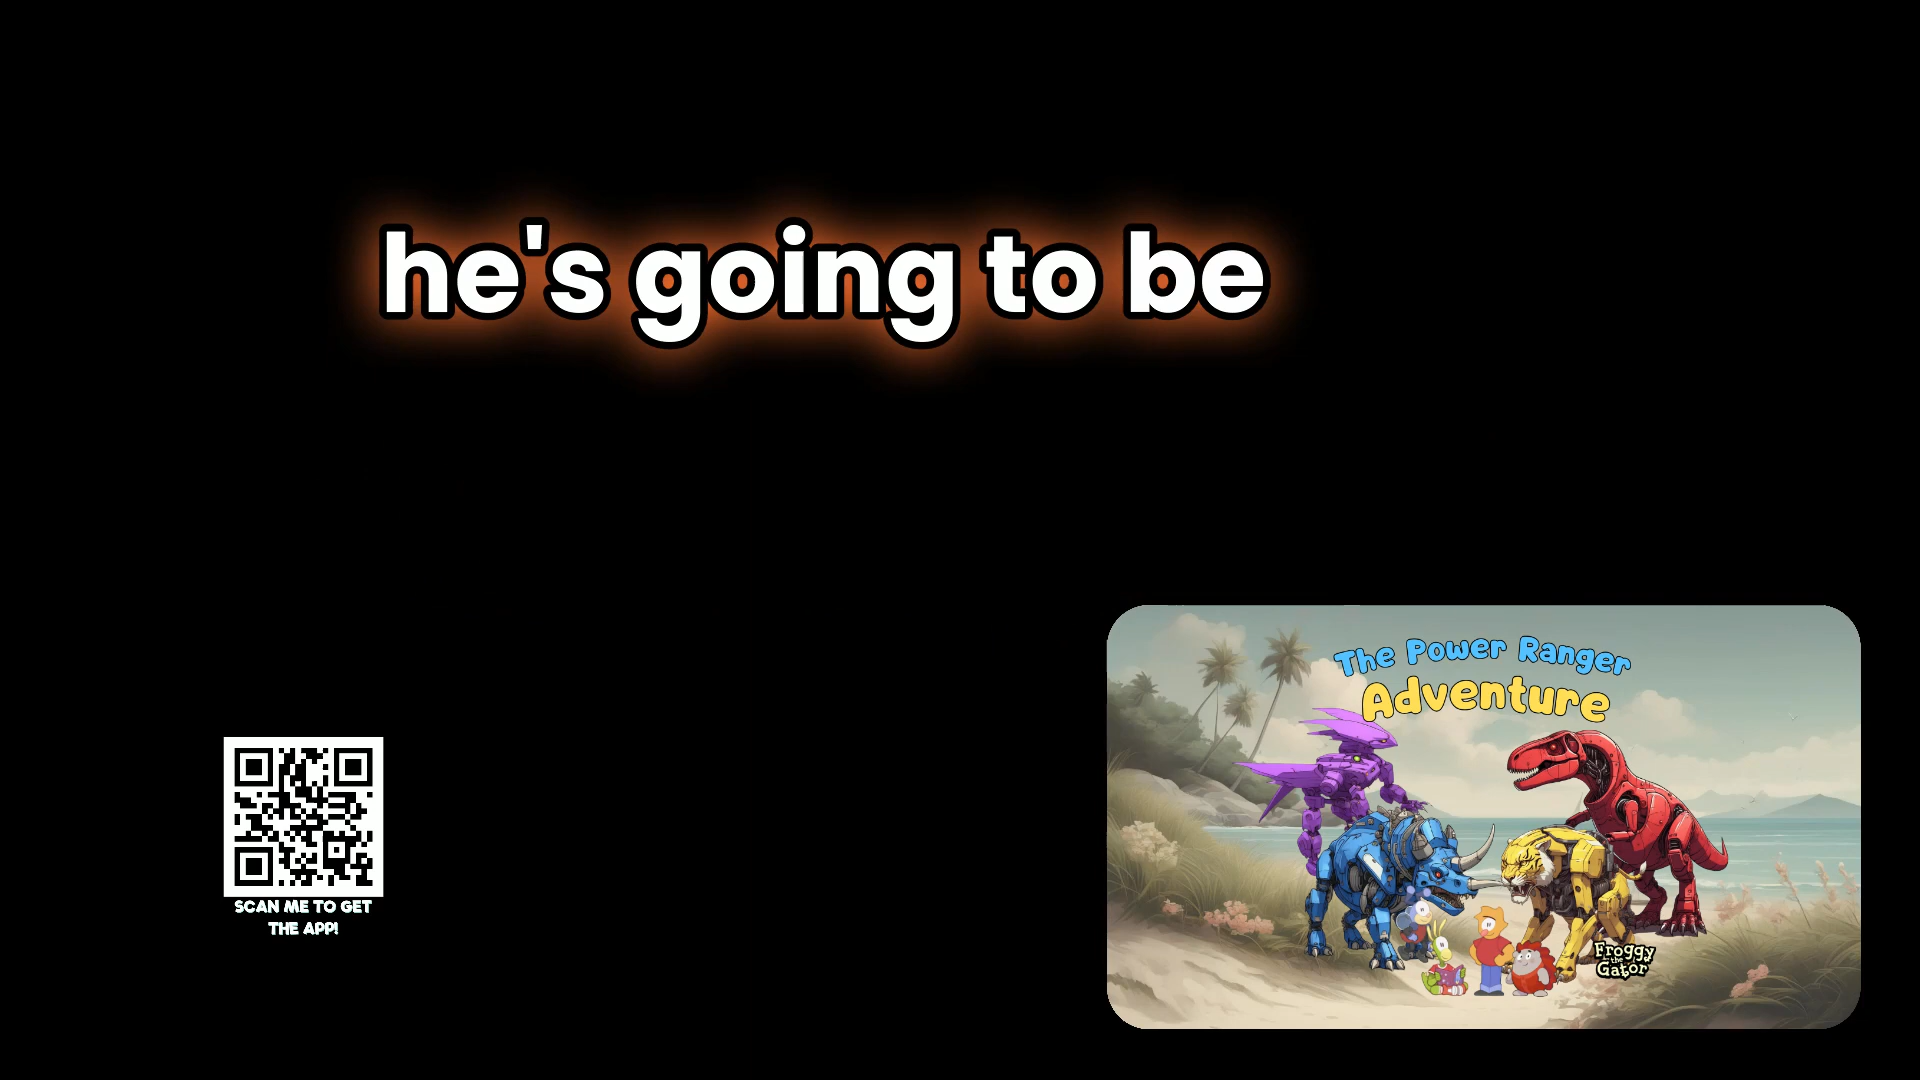 he's going to be
The Power Ranger
Adventure
SCAN ME TO GET
THE APP!
Froggy
the
Gator